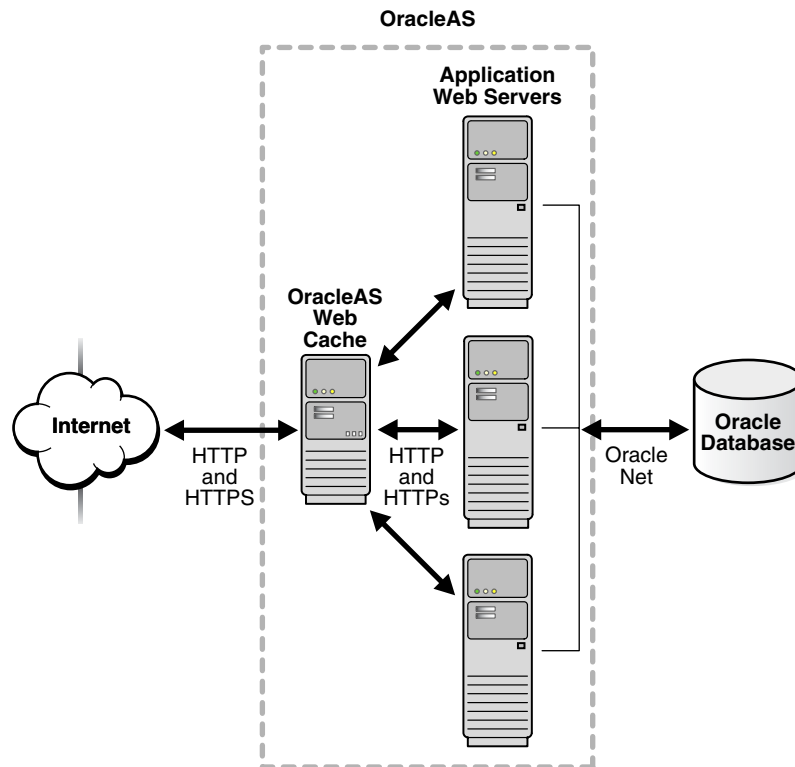 OracleAS
Application
Web Servers
OracleAS
Web
Cache
Internet
HTTP
and
HTTPS
HTTP
and
HTTPs
Oracle
Net
Oracle
Database